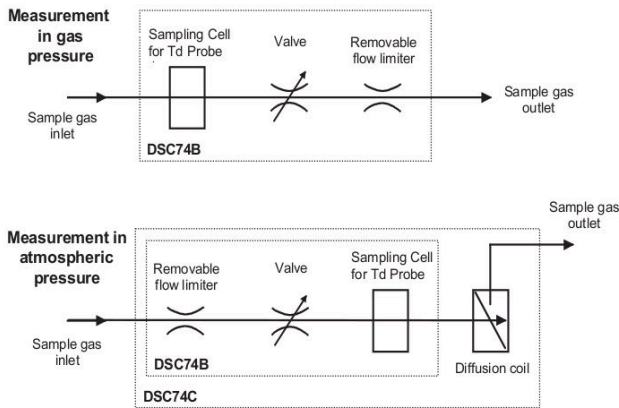 Measurement
in gas
pressure
Sampling Cell
for Td Probe
Valve
Removable
flow limiter
Sample gas
inlet
Sample gas
outlet
DSC74B
Measurement in
atmospheric
pressure
Sample gas
outlet
Removable
flow limiter
Valve
Sampling Cell
for Td Probe
Sample gas
inlet
DSC74B
Diffusion coil
DSC74C